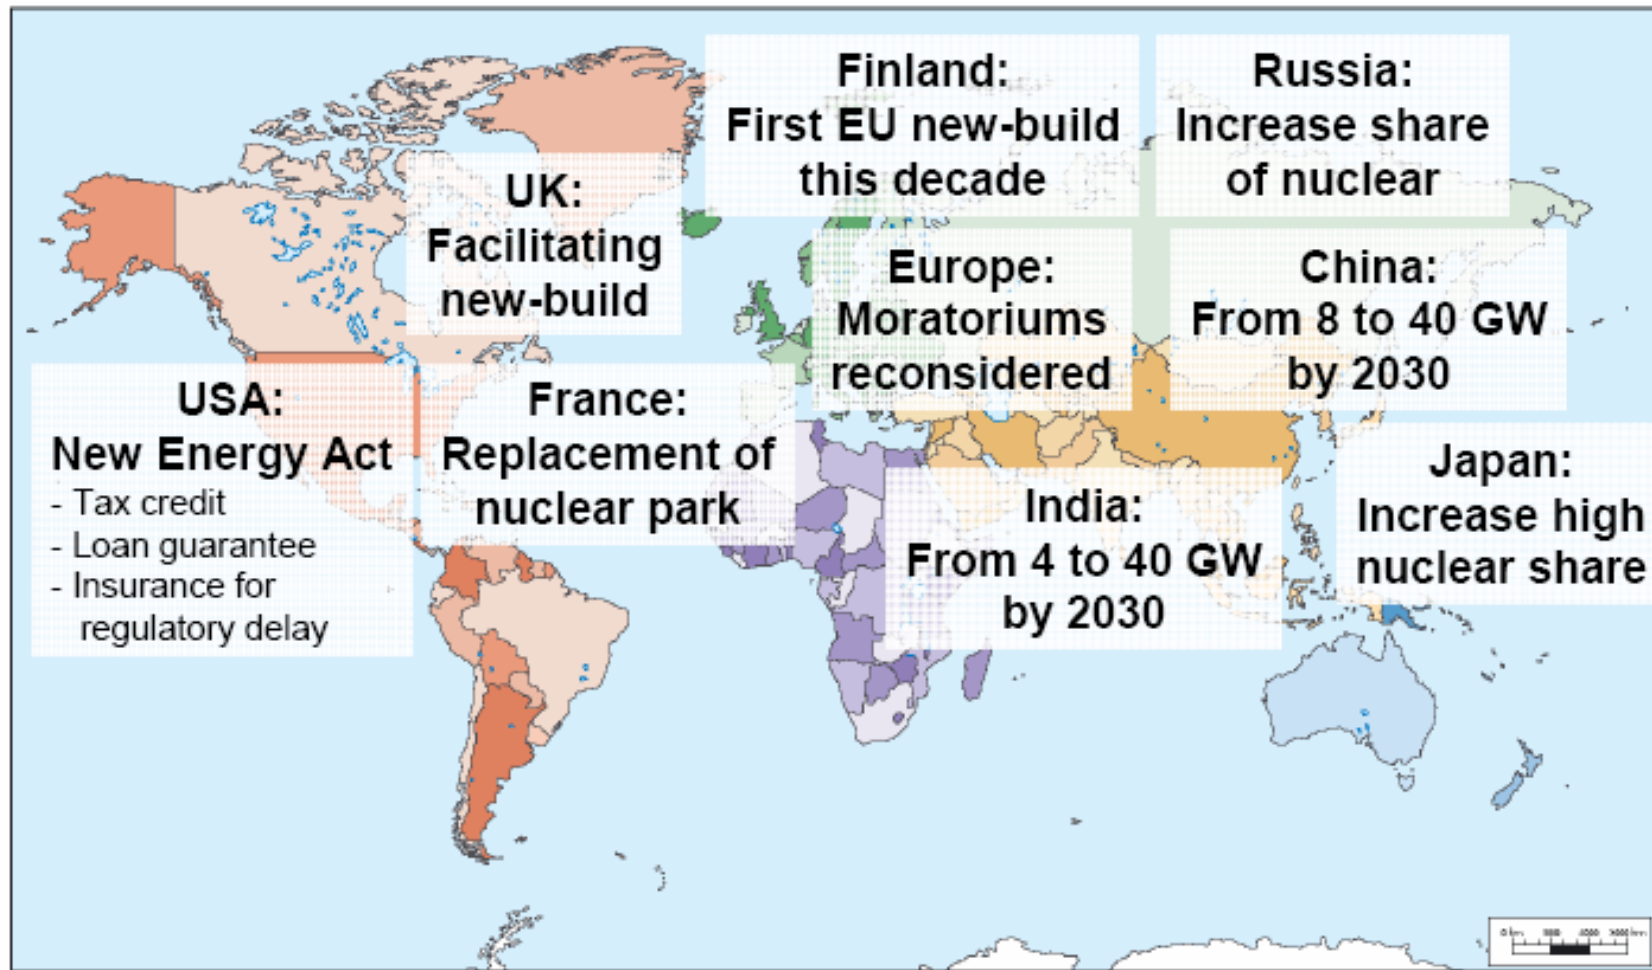 Finland:
First EU new-build
this decade
Russia:
Increase share
of nuclear
UK:
Facilitating
new-build
Europe:
Moratoriums
reconsidered
China:
From 8 to 40 GW
by 2030
USA:
New Energy Act
- Tax credit
- Loan guarantee
- Insurance for
regulatory delay
France:
Replacement of
nuclear park
India:
From 4 to 40 GW
by 2030
Japan:
Increase high
nuclear share